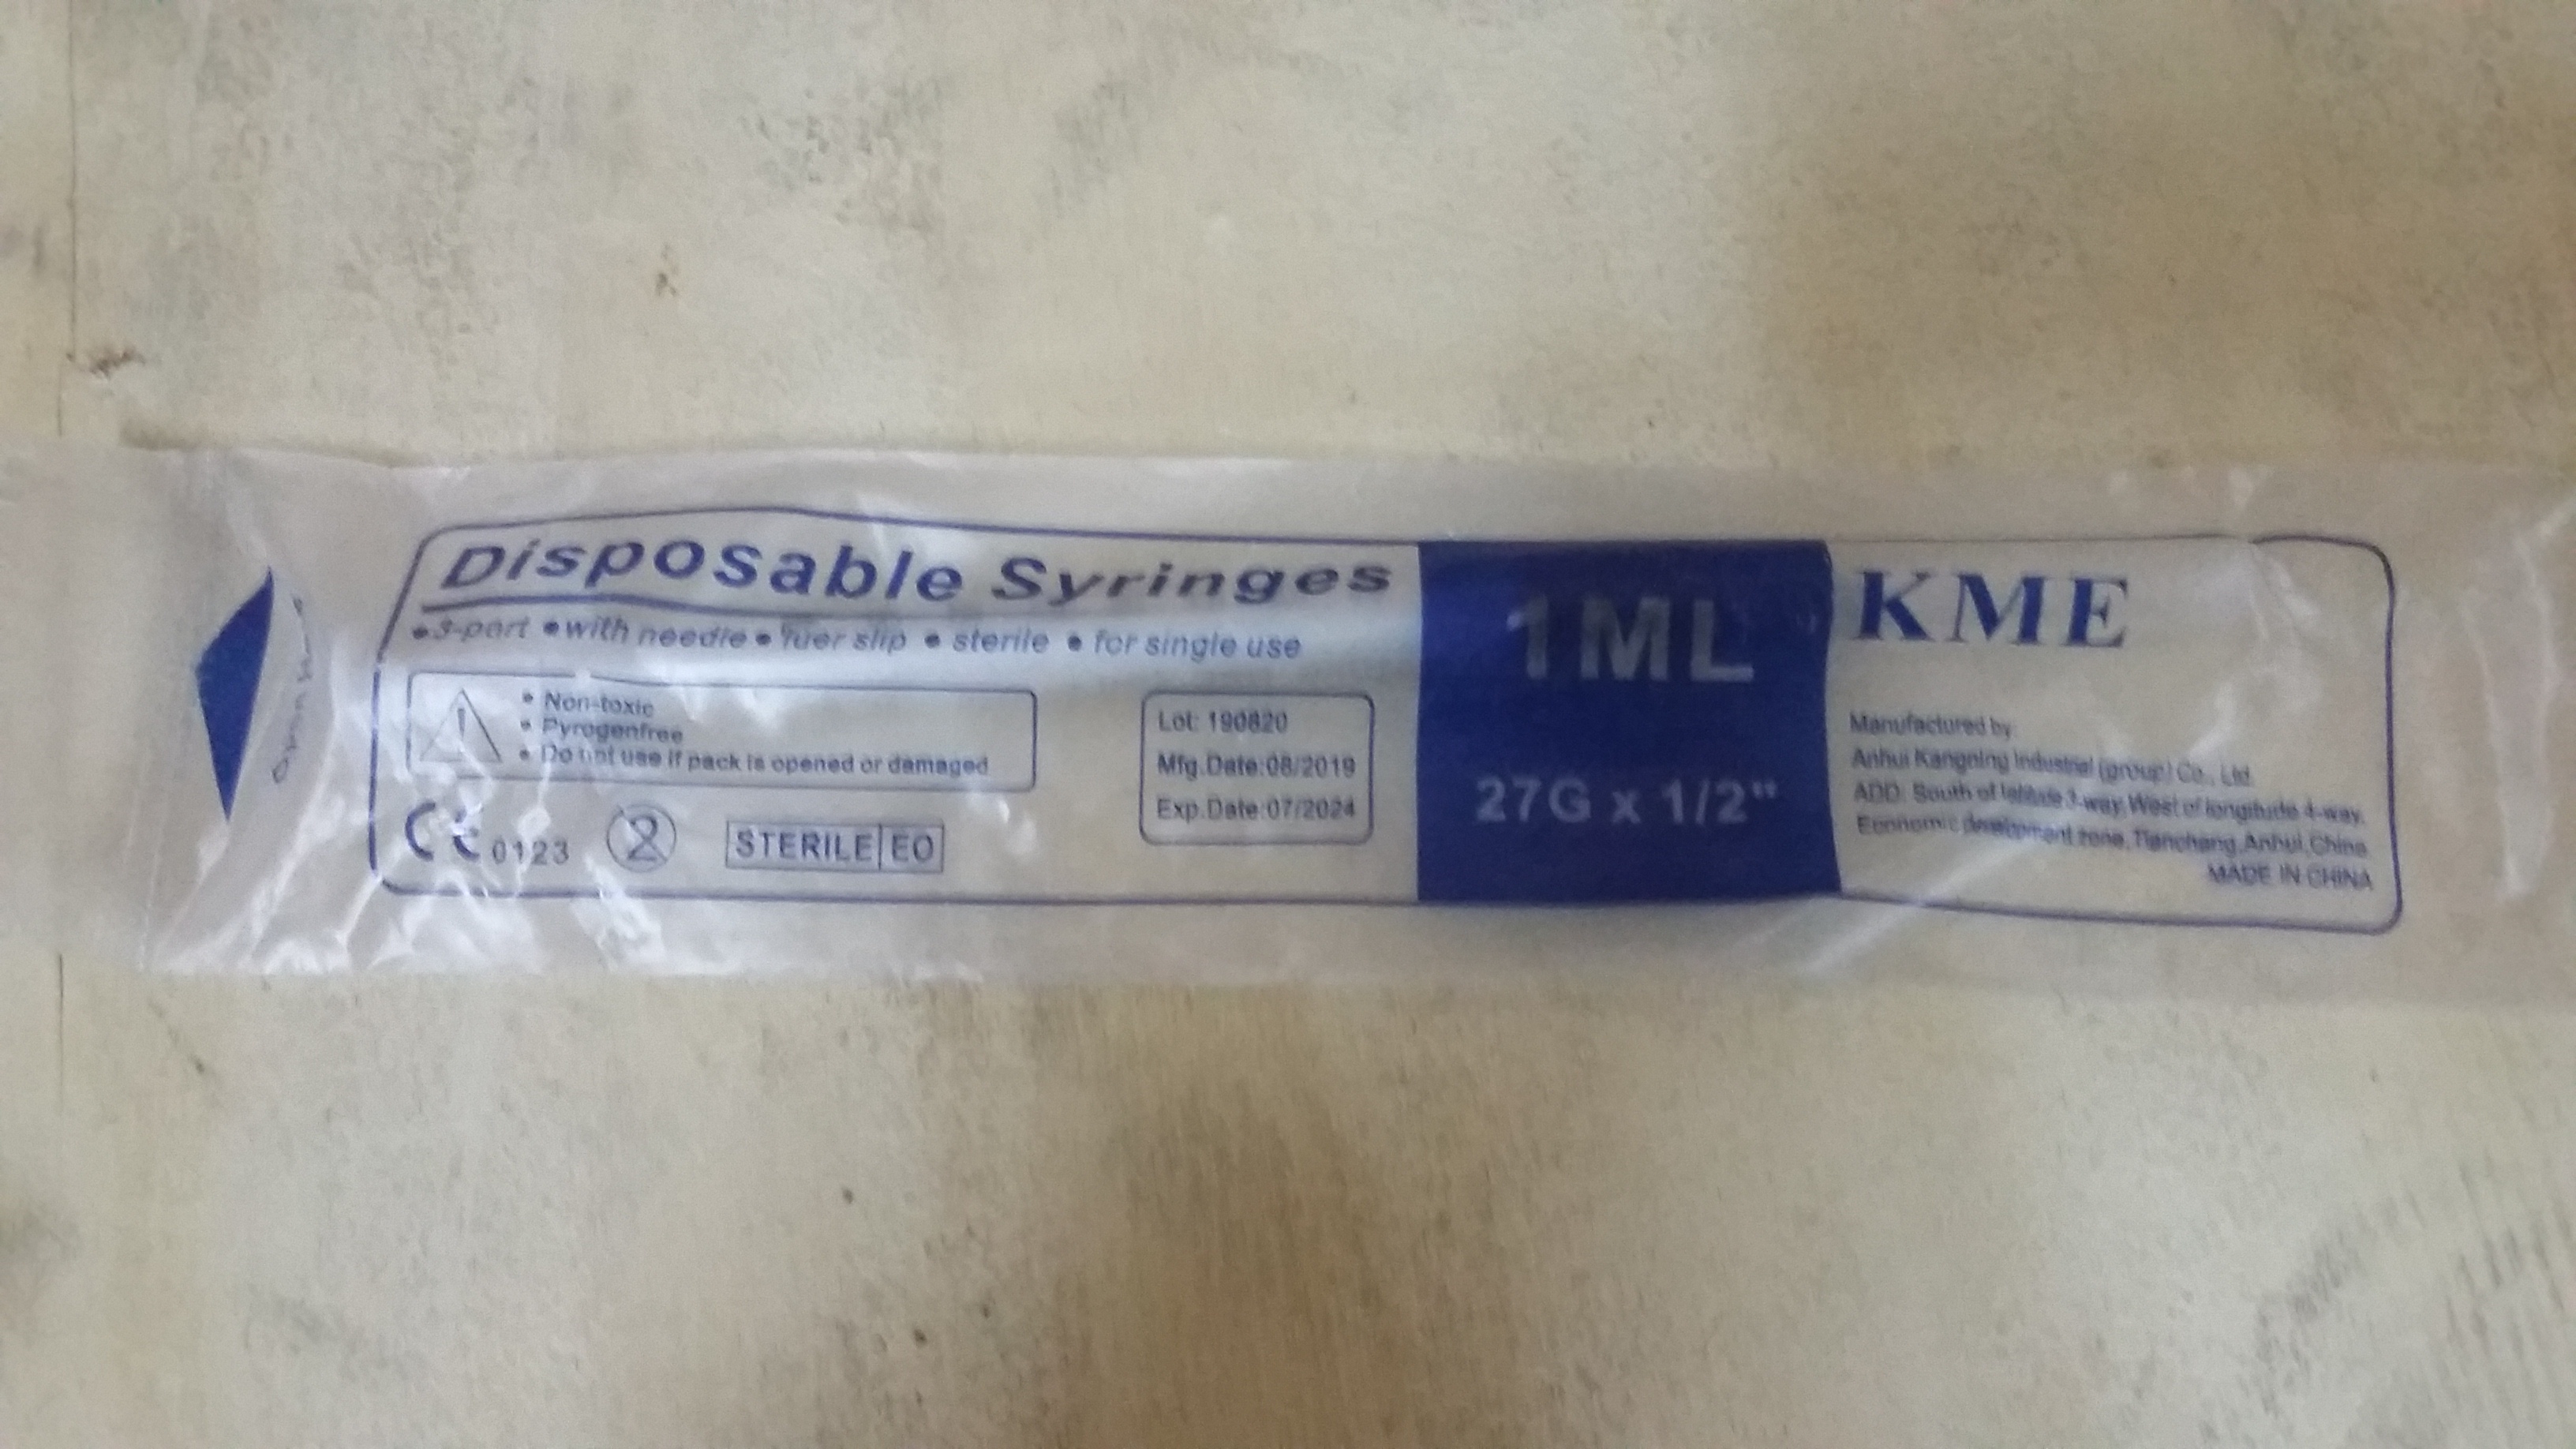 Disposable Syringes
• 3-part • with needle • luer slip • sterile • for single use
• Non-toxic
• Pyrogenfree
• Do not use if pack is opened or damaged
CE 0123
2
STERILE EO
Lot: 190820
Mfg.Date:08/2019
Exp.Date:07/2024
1ML
27G x 1/2"
KME
Manufactured by:
Anhui Kangning Industrial (group) Co., Ltd.
ADD: South of latitude 3-way, West of longitude 4-way,
Economic development zone, Tianchang, Anhui, China
MADE IN CHINA